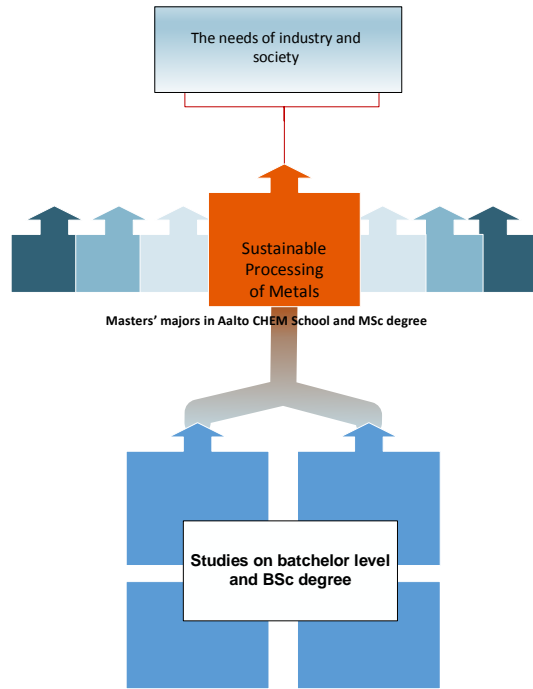 The needs of industry and
society
Sustainable
Processing
of Metals
Masters' majors in Aalto CHEM School and MSc degree
Studies on batchelor level
and BSc degree